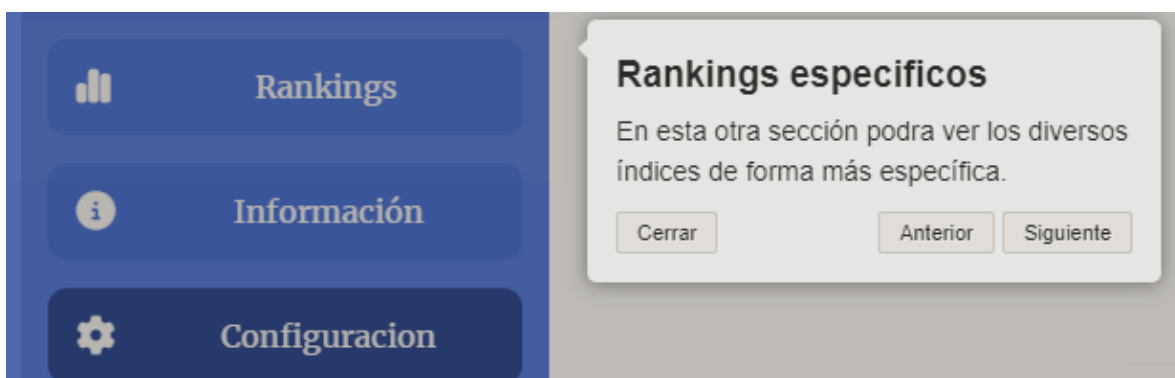 Rankings
Información
Configuracion
Rankings especificos
En esta otra sección podra ver los diversos
índices de forma más específica.
Cerrar
Anterior
Siguiente